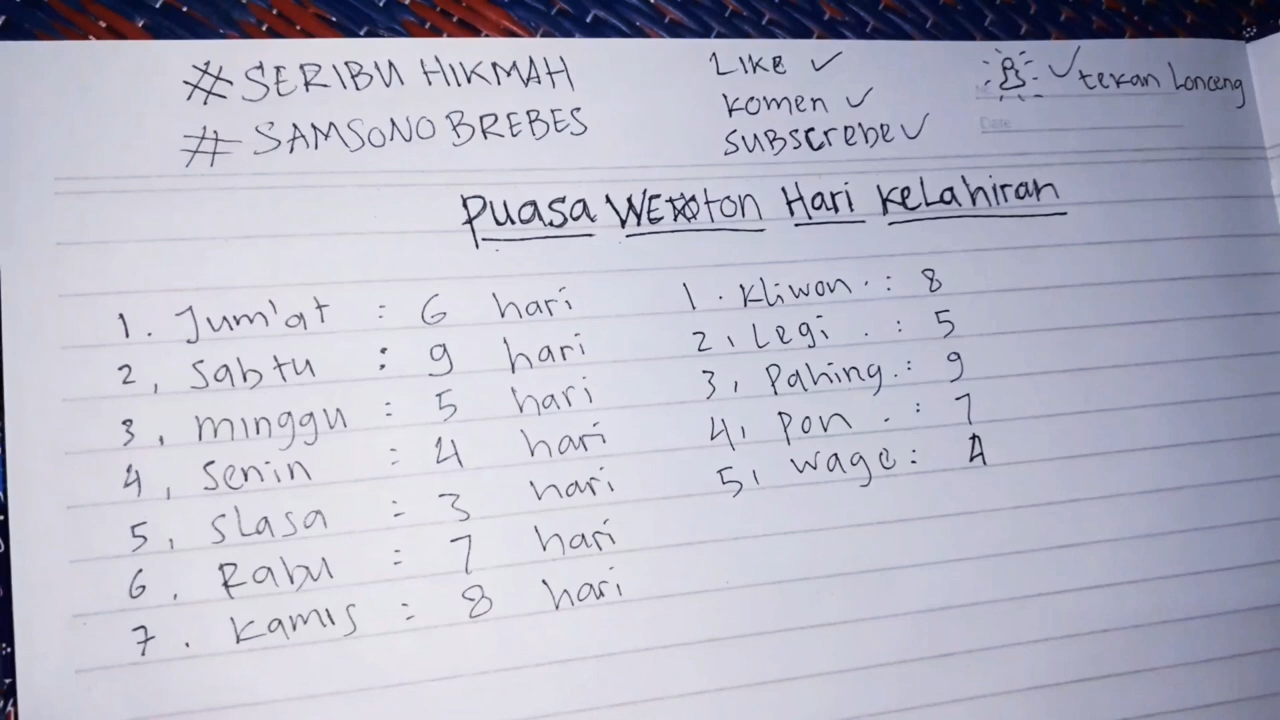 #SERIBU HIKMAH
#SAMSONO BREBES
LIKE ✓
Komen ✓
SUBSCREBE ✓
✓ tekan Lonceng
Date
Puasa WETON Hari KELahiran
1. Jum'at : 6 hari
2, Sabtu : 9 hari
3, minggu : 5 hari
4, Senin : 4 hari
5, SLasa : 3 hari
6. Rabu : 7 hari
7. Kamis : 8 hari
1. Kliwon. : 8
2, Legi . : 5
3, Pahing. : 9
4, pon . : 7
5, wage : 4